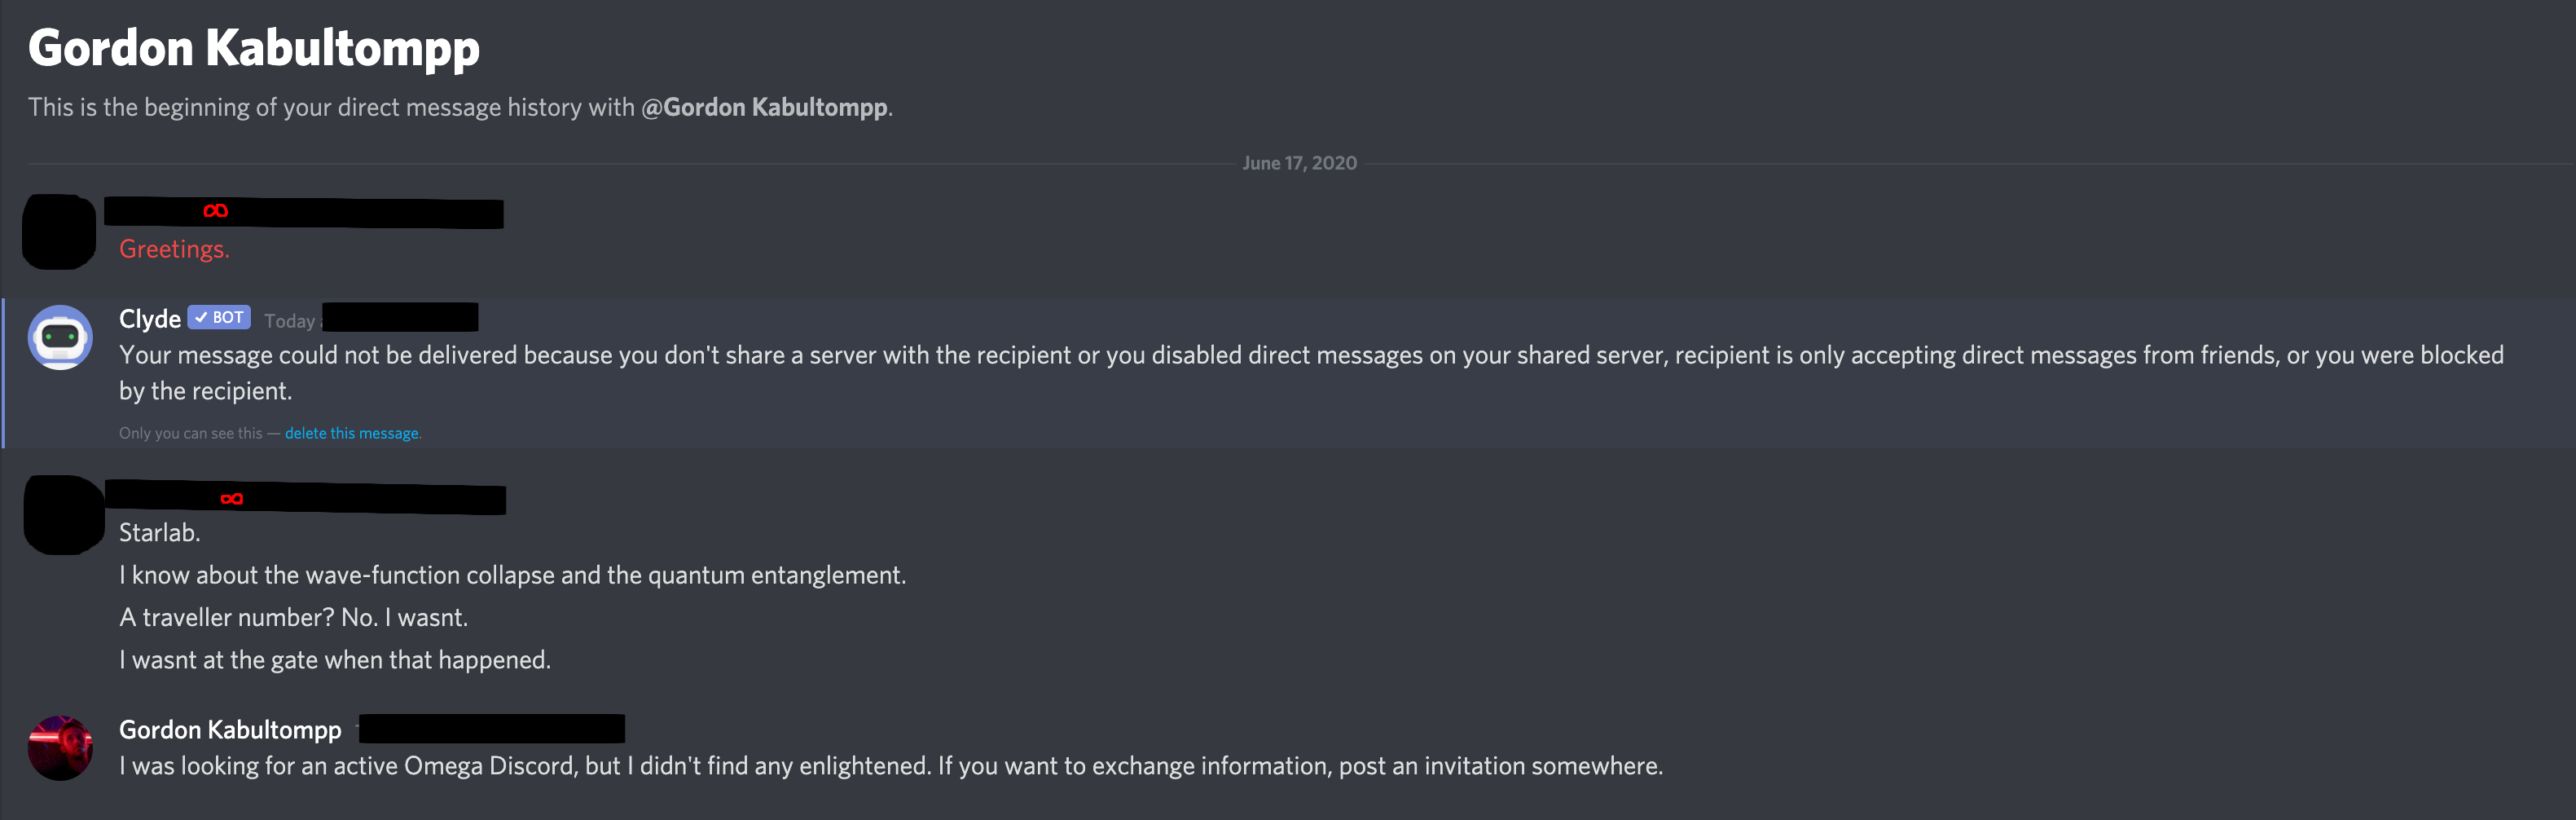 Gordon Kabultompp
This is the beginning of your direct message history with @Gordon Kabultompp.
June 17, 2020
∞
Greetings.
Clyde ✓ BOT Today
Your message could not be delivered because you don't share a server with the recipient or you disabled direct messages on your shared server, recipient is only accepting direct messages from friends, or you were blocked
by the recipient.
Only you can see this — delete this message.
∞
Starlab.
I know about the wave-function collapse and the quantum entanglement.
A traveller number? No. I wasnt.
I wasnt at the gate when that happened.
Gordon Kabultompp
I was looking for an active Omega Discord, but I didn't find any enlightened. If you want to exchange information, post an invitation somewhere.